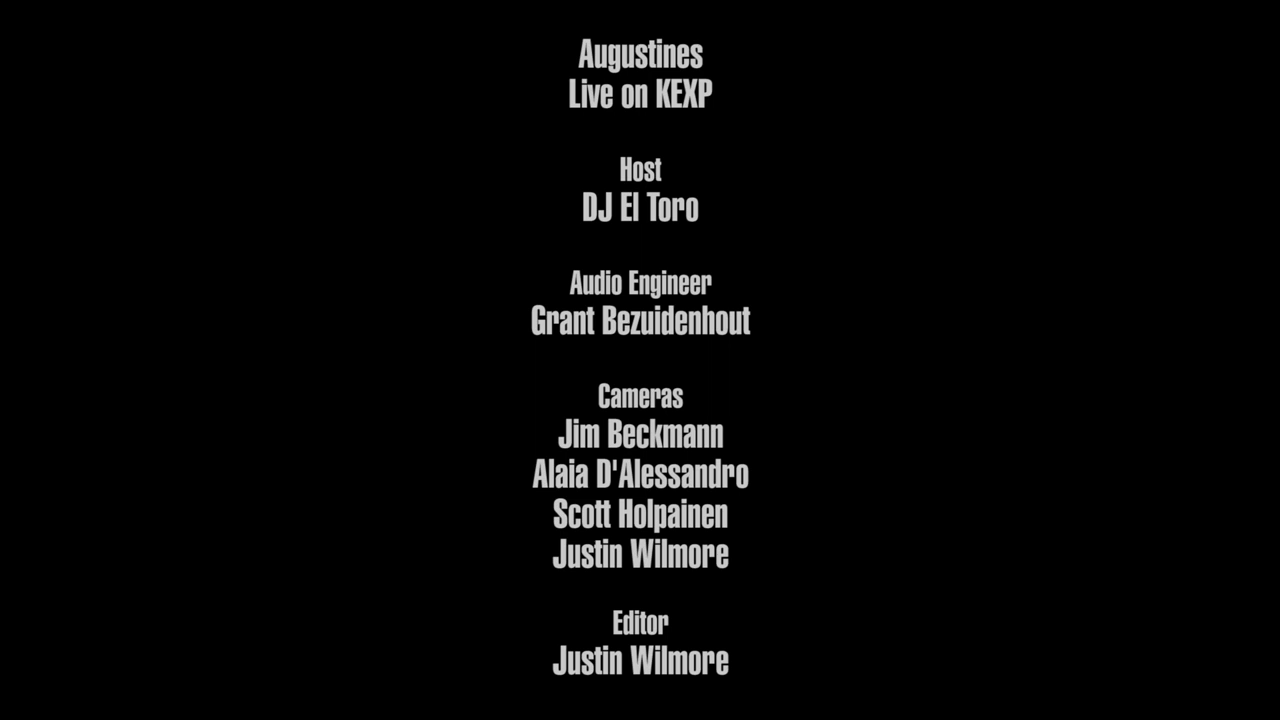 Augustines
Live on KEXP
Host
DJ El Toro
Audio Engineer
Grant Bezuidenhout
Cameras
Jim Beckmann
Alaia D'Alessandro
Scott Holpainen
Justin Wilmore
Editor
Justin Wilmore